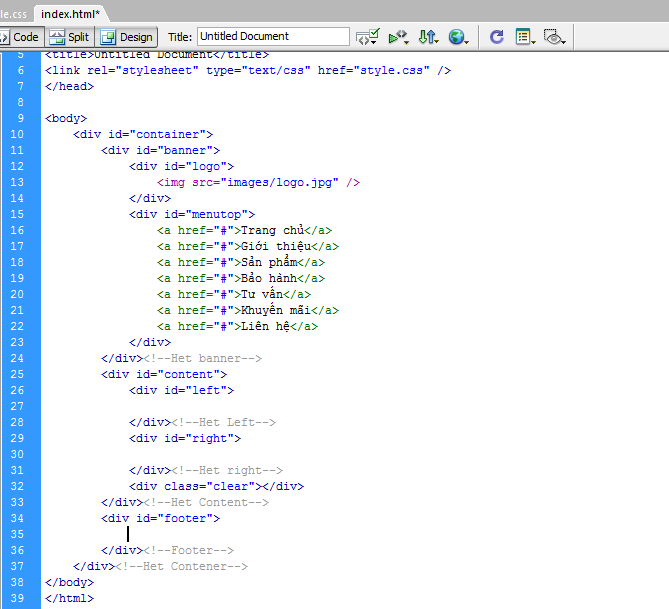 le.css index.html*
Code Split Design Title: Untitled Document
5 <title>Untitled Document</title>
6 <link rel="stylesheet" type="text/css" href="style.css" />
7 </head>
8
9 <body>
10 <div id="container">
11 <div id="banner">
12 <div id="logo">
13 <img src="images/logo.jpg" />
14 </div>
15 <div id="menutop">
16 <a href="#">Trang chủ</a>
17 <a href="#">Giới thiệu</a>
18 <a href="#">Sản phẩm</a>
19 <a href="#">Bảo hành</a>
20 <a href="#">Tư vấn</a>
21 <a href="#">Khuyến mãi</a>
22 <a href="#">Liên hệ</a>
23 </div>
24 </div><!--Het banner-->
25 <div id="content">
26 <div id="left">
27
28 </div><!--Het Left-->
29 <div id="right">
30
31 </div><!--Het right-->
32 <div class="clear"></div>
33 </div><!--Het Content-->
34 <div id="footer">
35
36 </div><!--Footer-->
37 </div><!--Het Contener-->
38 </body>
39 </html>